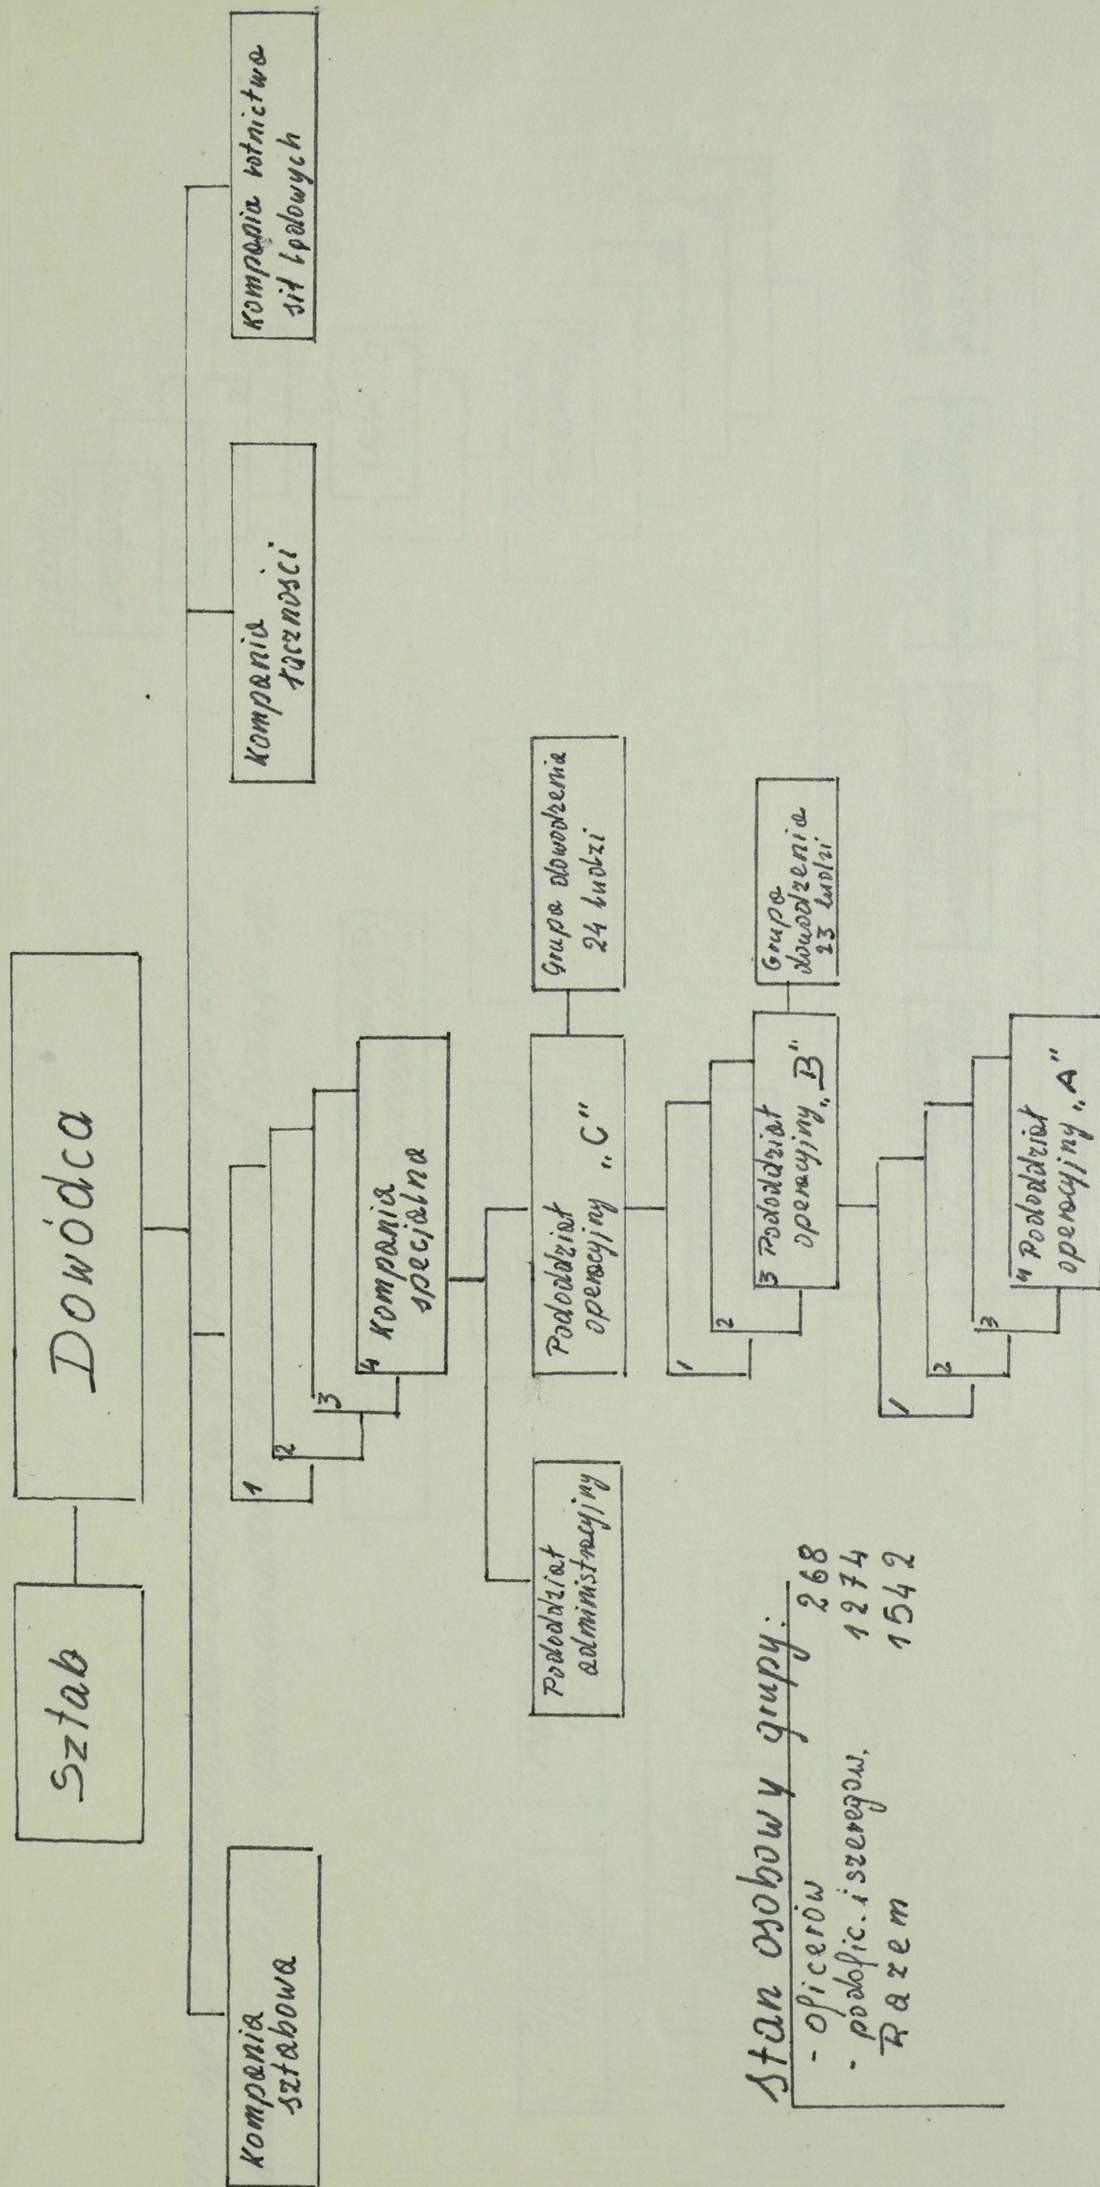 Sztab
Dowódca
Kompania
sztabowa
1
2
3
4 Kompania
specjalna
Kompania
łączności
Kompania lotnictwa
sił lądowych
Pododdział
administracyjny
Pododdział
operacyjny „C”
Grupa dowodzenia
24 ludzi
1
2
3 Pododdział
operacyjny „B”
Grupa
dowodzenia
23 ludzi
1
2
3
4 Pododdział
operacyjny „A”
Stan osobowy grupy:
- oficerów 268
- podofic. i szeregow. 1274
Razem 1542